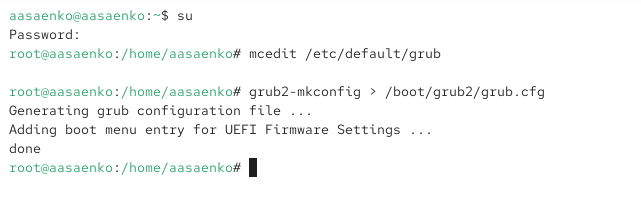 aasaenko@aasaenko:~$ su
Password:
root@aasaenko:/home/aasaenko# mcedit /etc/default/grub
root@aasaenko:/home/aasaenko# grub2-mkconfig > /boot/grub2/grub.cfg
Generating grub configuration file ...
Adding boot menu entry for UEFI Firmware Settings ...
done
root@aasaenko:/home/aasaenko#